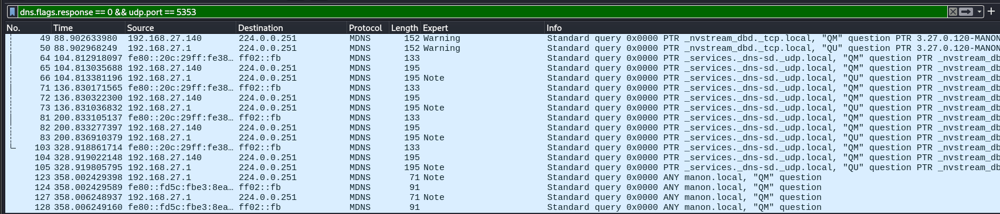 dns.flags.response == 0 && udp.port == 5353
No. Time Source Destination Protocol Length Expert Info
49 88.902633980 192.168.27.140 224.0.0.251 MDNS 152 Warning Standard query 0x0000 PTR _nvstream_dbd._tcp.local, "QM" question PTR 3.27.0.120-MANON
50 88.902968249 192.168.27.1 224.0.0.251 MDNS 152 Warning Standard query 0x0000 PTR _nvstream_dbd._tcp.local, "QU" question PTR 3.27.0.120-MANON
64 104.812918097 fe80::20c:29ff:fe38… ff02::fb MDNS 133 Standard query 0x0000 PTR _services._dns-sd._udp.local, "QM" question PTR _nvstream_db
65 104.813035688 192.168.27.140 224.0.0.251 MDNS 195 Standard query 0x0000 PTR _services._dns-sd._udp.local, "QM" question PTR _nvstream_db
66 104.813381196 192.168.27.1 224.0.0.251 MDNS 195 Note Standard query 0x0000 PTR _services._dns-sd._udp.local, "QU" question PTR _nvstream_db
71 136.830171565 fe80::20c:29ff:fe38… ff02::fb MDNS 133 Standard query 0x0000 PTR _services._dns-sd._udp.local, "QM" question PTR _nvstream_db
72 136.830322300 192.168.27.140 224.0.0.251 MDNS 195 Standard query 0x0000 PTR _services._dns-sd._udp.local, "QM" question PTR _nvstream_db
73 136.831036832 192.168.27.1 224.0.0.251 MDNS 195 Note Standard query 0x0000 PTR _services._dns-sd._udp.local, "QU" question PTR _nvstream_db
81 200.833105137 fe80::20c:29ff:fe38… ff02::fb MDNS 133 Standard query 0x0000 PTR _services._dns-sd._udp.local, "QM" question PTR _nvstream_db
82 200.833277397 192.168.27.140 224.0.0.251 MDNS 195 Standard query 0x0000 PTR _services._dns-sd._udp.local, "QM" question PTR _nvstream_db
83 200.836910379 192.168.27.1 224.0.0.251 MDNS 195 Note Standard query 0x0000 PTR _services._dns-sd._udp.local, "QU" question PTR _nvstream_db
103 328.918861714 fe80::20c:29ff:fe38… ff02::fb MDNS 133 Standard query 0x0000 PTR _services._dns-sd._udp.local, "QM" question PTR _nvstream_db
104 328.919022148 192.168.27.140 224.0.0.251 MDNS 195 Standard query 0x0000 PTR _services._dns-sd._udp.local, "QM" question PTR _nvstream_db
105 328.919805795 192.168.27.1 224.0.0.251 MDNS 195 Note Standard query 0x0000 PTR _services._dns-sd._udp.local, "QU" question PTR _nvstream_db
123 358.002429398 192.168.27.1 224.0.0.251 MDNS 71 Note Standard query 0x0000 ANY manon.local, "QM" question
124 358.002429589 fe80::fd5c:fbe3:8ea… ff02::fb MDNS 91 Standard query 0x0000 ANY manon.local, "QM" question
127 358.006248937 192.168.27.1 224.0.0.251 MDNS 71 Note Standard query 0x0000 ANY manon.local, "QM" question
128 358.006249160 fe80::fd5c:fbe3:8ea… ff02::fb MDNS 91 Standard query 0x0000 ANY manon.local, "QM" question